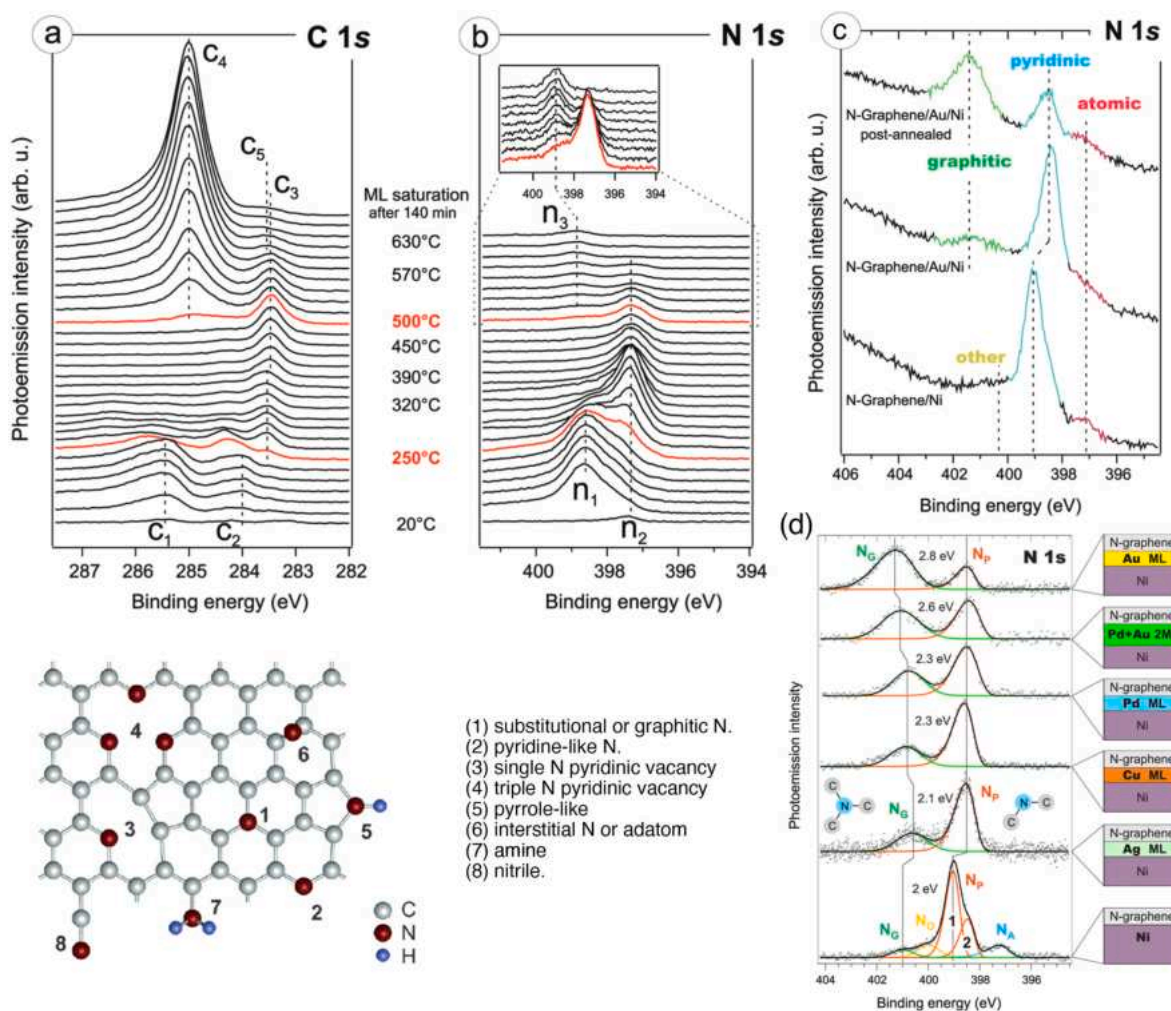 a
C 1s
Photoemission intensity (arb. u.)
C4
C5
C3
C1
C2
287 286 285 284 283 282
Binding energy (eV)
ML saturation
after 140 min
630°C
570°C
500°C
450°C
390°C
320°C
250°C
20°C
b
N 1s
400 398 396 394
n3
n1
n2
400 398 396 394
Binding energy (eV)
c
N 1s
Photoemission intensity (arb. u.)
pyridinic
atomic
N-Graphene/Au/Ni
post-annealed
graphitic
N-Graphene/Au/Ni
other
N-Graphene/Ni
406 404 402 400 398 396
Binding energy (eV)
(d)
N 1s
Photoemission intensity
NG
2.8 eV
NP
2.6 eV
2.3 eV
2.3 eV
2.1 eV
NG
NP
C N C C
C N C
2 eV
NG
NO
NP
1
2
NA
404 402 400 398 396
Binding energy (eV)
N-graphene
Au ML
Ni
N-graphene
Pd+Au 2M
Ni
N-graphene
Pd ML
Ni
N-graphene
Cu ML
Ni
N-graphene
Ag ML
Ni
N-graphene
Ni
4
6
3
1
5
7
2
8
C
N
H
(1) substitutional or graphitic N.
(2) pyridine-like N.
(3) single N pyridinic vacancy
(4) triple N pyridinic vacancy
(5) pyrrole-like
(6) interstitial N or adatom
(7) amine
(8) nitrile.